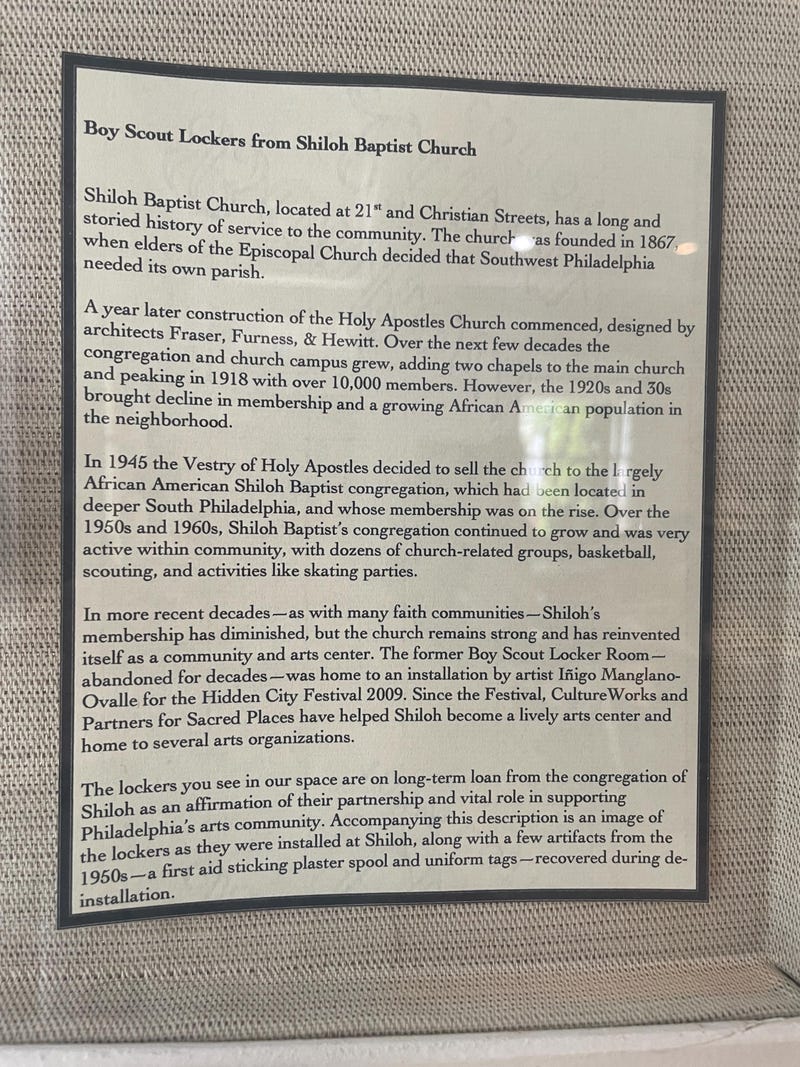 Boy Scout Lockers from Shiloh Baptist Church
Shiloh Baptist Church, located at 21st and Christian Streets, has a long and
storied history of service to the community. The church was founded in 1867,
when elders of the Episcopal Church decided that Southwest Philadelphia
needed its own parish.
A year later construction of the Holy Apostles Church commenced, designed by
architects Fraser, Furness, & Hewitt. Over the next few decades the
congregation and church campus grew, adding two chapels to the main church
and peaking in 1918 with over 10,000 members. However, the 1920s and 30s
brought decline in membership and a growing African American population in
the neighborhood.
In 1945 the Vestry of Holy Apostles decided to sell the church to the largely
African American Shiloh Baptist congregation, which had been located in
deeper South Philadelphia, and whose membership was on the rise. Over the
1950s and 1960s, Shiloh Baptist's congregation continued to grow and was very
active within community, with dozens of church-related groups, basketball,
scouting, and activities like skating parties.
In more recent decades—as with many faith communities—Shiloh's
membership has diminished, but the church remains strong and has reinvented
itself as a community and arts center. The former Boy Scout Locker Room—
abandoned for decades—was home to an installation by artist Iñigo Manglano-
Ovalle for the Hidden City Festival 2009. Since the Festival, CultureWorks and
Partners for Sacred Places have helped Shiloh become a lively arts center and
home to several arts organizations.
The lockers you see in our space are on long-term loan from the congregation of
Shiloh as an affirmation of their partnership and vital role in supporting
Philadelphia's arts community. Accompanying this description is an image of
the lockers as they were installed at Shiloh, along with a few artifacts from the
1950s—a first aid sticking plaster spool and uniform tags—recovered during de-
installation.